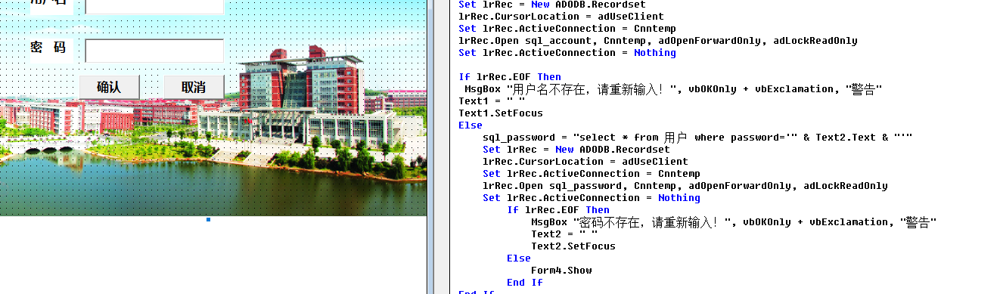 用户名
密 码
确认 取消
Set lrRec = New ADODB.Recordset
lrRec.CursorLocation = adUseClient
Set lrRec.ActiveConnection = Cnntemp
lrRec.Open sql_account, Cnntemp, adOpenForwardOnly, adLockReadOnly
Set lrRec.ActiveConnection = Nothing
If lrRec.EOF Then
MsgBox "用户名不存在，请重新输入！", vbOKOnly + vbExclamation, "警告"
Text1 = " "
Text1.SetFocus
Else
sql_password = "select * from 用户 where password='" & Text2.Text & "'"
Set lrRec = New ADODB.Recordset
lrRec.CursorLocation = adUseClient
Set lrRec.ActiveConnection = Cnntemp
lrRec.Open sql_password, Cnntemp, adOpenForwardOnly, adLockReadOnly
Set lrRec.ActiveConnection = Nothing
If lrRec.EOF Then
MsgBox "密码不存在，请重新输入！", vbOKOnly + vbExclamation, "警告"
Text2 = " "
Text2.SetFocus
Else
Form4.Show
End If
End If